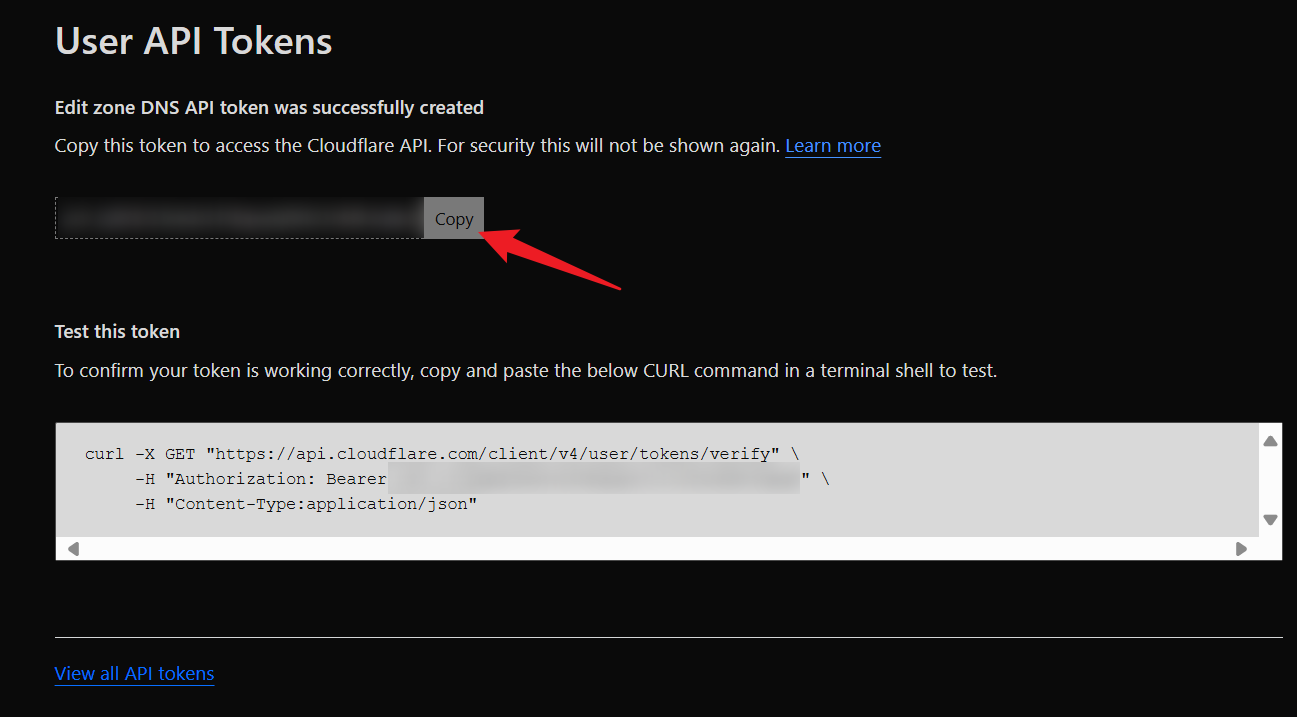 User API Tokens
Edit zone DNS API token was successfully created
Copy this token to access the Cloudflare API. For security this will not be shown again. Learn more
Copy
Test this token
To confirm your token is working correctly, copy and paste the below CURL command in a terminal shell to test.
curl -X GET "https://api.cloudflare.com/client/v4/user/tokens/verify" \
-H "Authorization: Bearer " \
-H "Content-Type:application/json"
View all API tokens